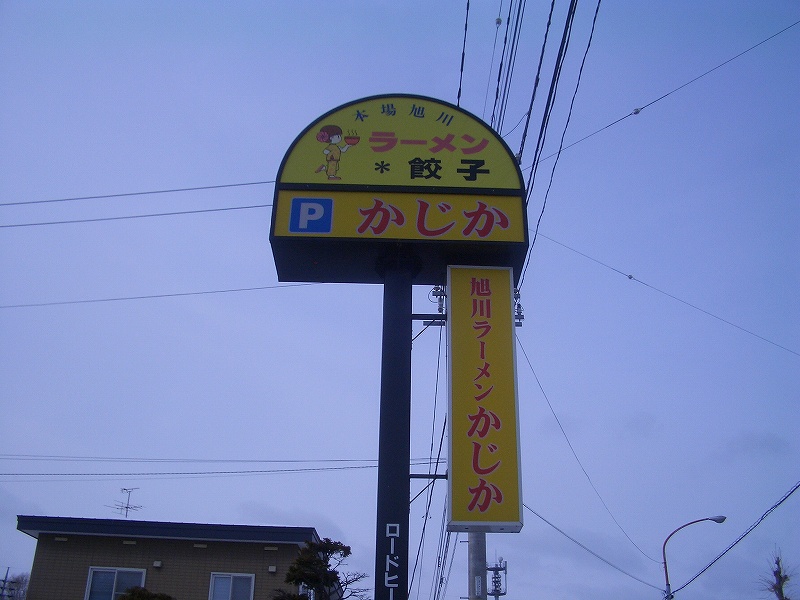 本場旭川
ラーメン
＊餃子
P かじか
旭川ラーメンかじか
ロードヒ